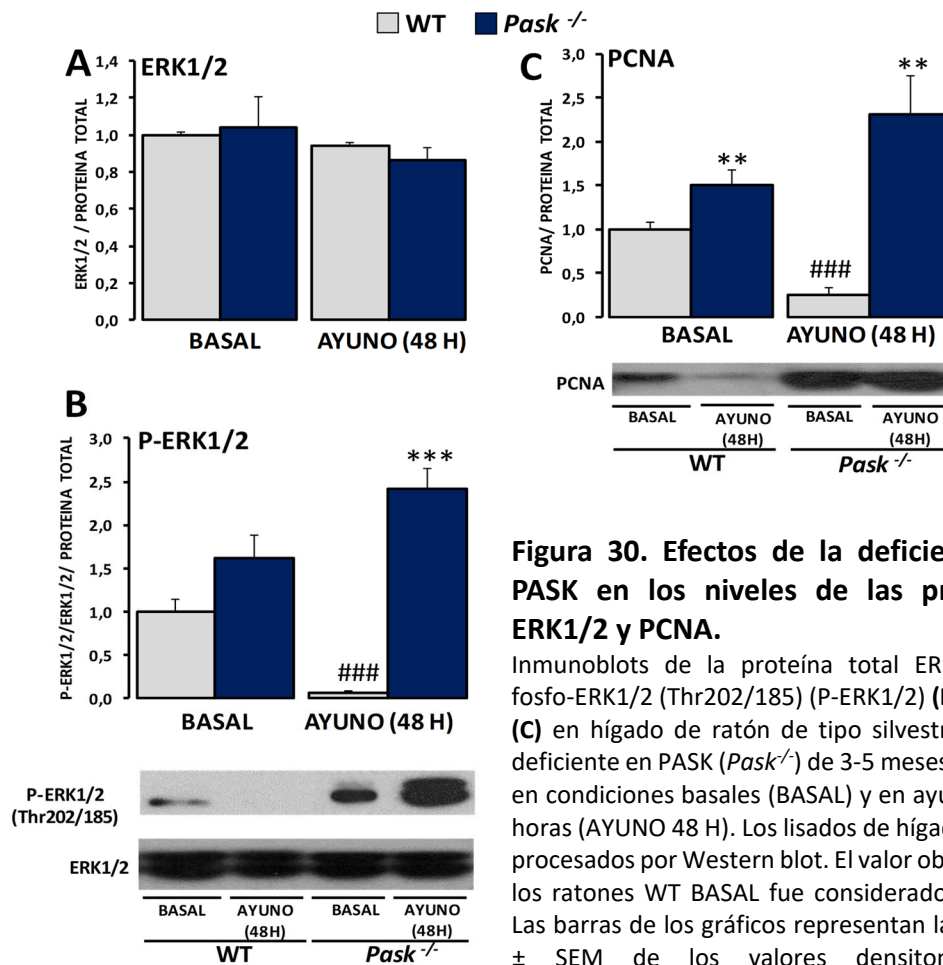 WT Pask -/-
A ERK1/2
ERK1/2 / PROTEINA TOTAL
1,4
1,2
1,0
0,8
0,6
0,4
0,2
0,0
BASAL AYUNO (48 H)
C PCNA
PCNA/ PROTEINA TOTAL
3,0
2,5
2,0
1,5
1,0
0,5
0,0
**
###
**
BASAL AYUNO (48 H)
PCNA
BASAL AYUNO (48H) BASAL AYUNO (48H)
WT Pask -/-
B P-ERK1/2
P-ERK1/2/ERK1/2/ PROTEINA TOTAL
3,0
2,5
2,0
1,5
1,0
0,5
0,0
###
***
BASAL AYUNO (48 H)
P-ERK1/2 (Thr202/185)
ERK1/2
BASAL AYUNO (48H) BASAL AYUNO (48H)
WT Pask -/-
Figura 30. Efectos de la deficie
PASK en los niveles de las pr
ERK1/2 y PCNA.
Inmunoblots de la proteína total ER
fosfo-ERK1/2 (Thr202/185) (P-ERK1/2) (
(C) en hígado de ratón de tipo silvestr
deficiente en PASK (Pask-/-) de 3-5 meses
en condiciones basales (BASAL) y en ayu
horas (AYUNO 48 H). Los lisados de hígad
procesados por Western blot. El valor ob
los ratones WT BASAL fue considerado
Las barras de los gráficos representan la
± SEM de los valores densitor